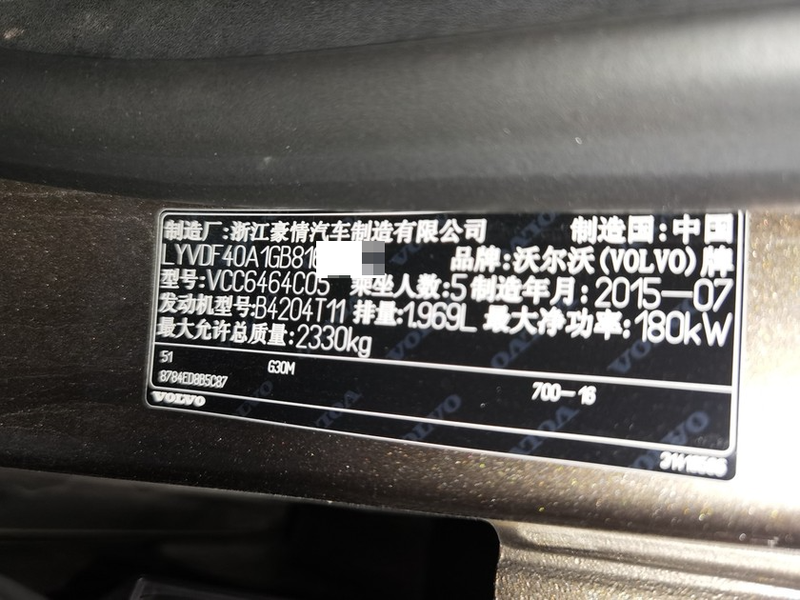 制造厂:浙江豪情汽车制造有限公司 制造国:中国
LYVDF40A1GB816 品牌:沃尔沃(VOLVO)牌
型号:VCC6464C05 乘坐人数:5 制造年月:2015—07
发动机型号:B4204T11 排量:1.969L 最大净功率:180kW
最大允许总质量:2330kg
51 G30M 700-16
8784ED8B5C87
VOLVO